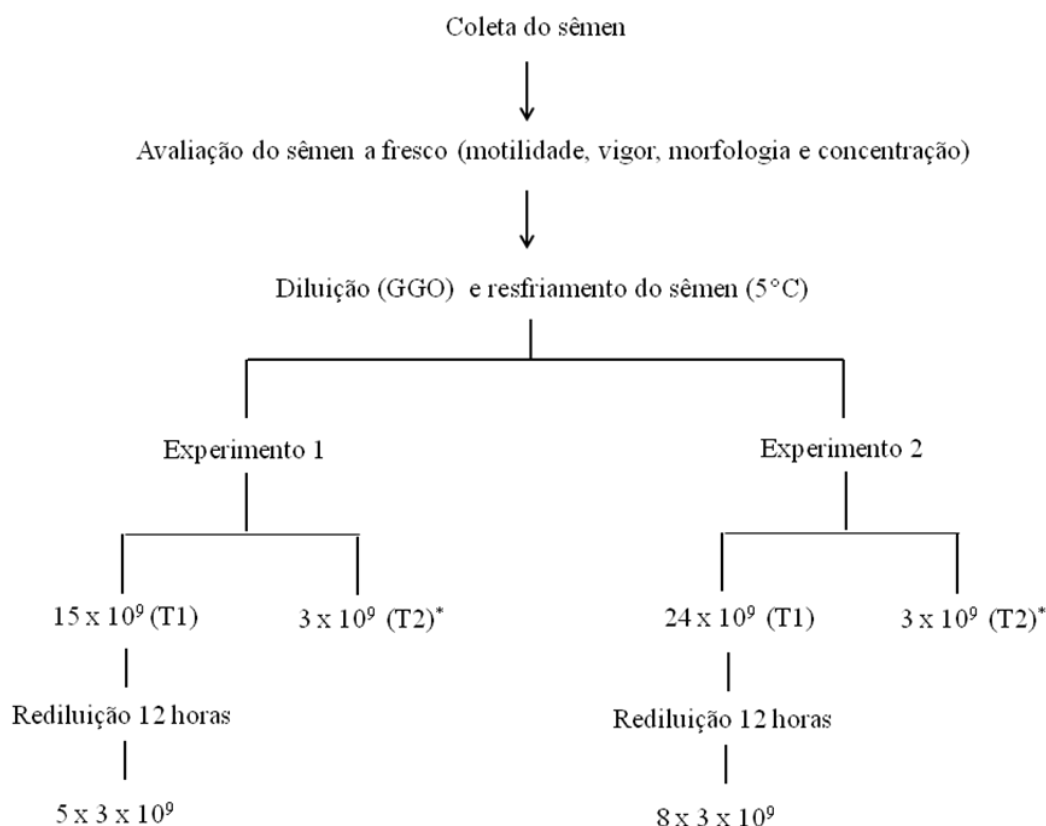 Coleta do sêmen
Avaliação do sêmen a fresco (motilidade, vigor, morfologia e concentração)
Diluição (GGO) e resfriamento do sêmen (5°C)
Experimento 1
Experimento 2
15 x 10⁹ (T1)
3 x 10⁹ (T2)*
24 x 10⁹ (T1)
3 x 10⁹ (T2)*
Rediluição 12 horas
Rediluição 12 horas
5 x 3 x 10⁹
8 x 3 x 10⁹